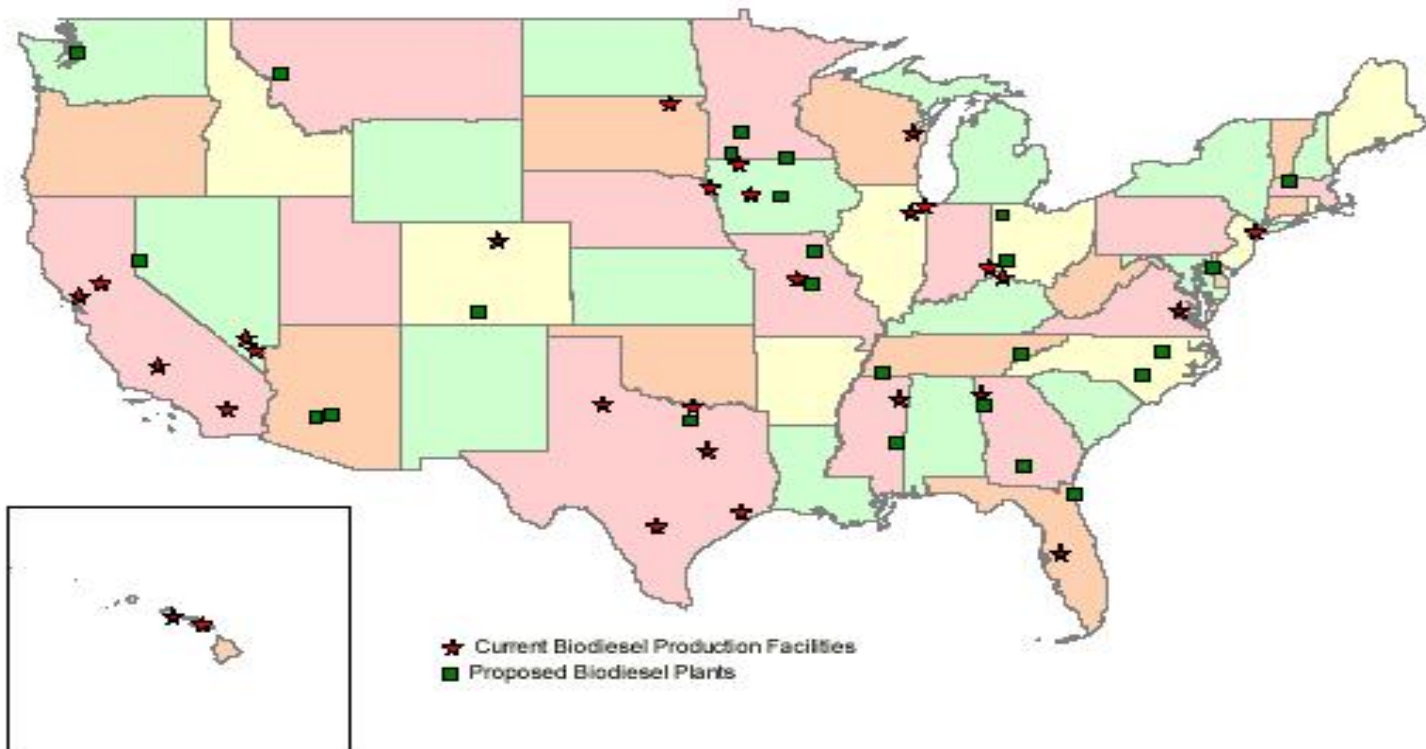 Current Biodiesel Production Facilities
Proposed Biodiesel Plants